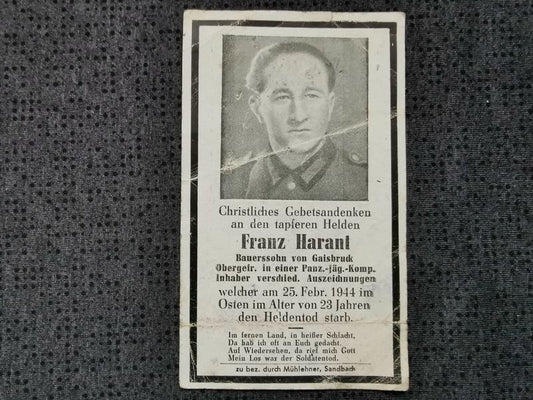 Christliches Gebetsandenken
an den tapferen Helden
Franz Harant
Bauerssohn von Gaisbruck
Obergefr. in einer Panz.-jäg.-Komp.
Inhaber verschied. Auszeichnungen
welcher am 25. Febr. 1944 im
Osten im Alter von 23 Jahren
den Heldentod starb.
Im fernen Land, in heißer Schlacht,
Da hab ich oft an Euch gedacht.
Auf Wiedersehen, da rief mich Gott
Mein Los war der Soldatentod.
zu bez. durch Mühlehner, Sandbach